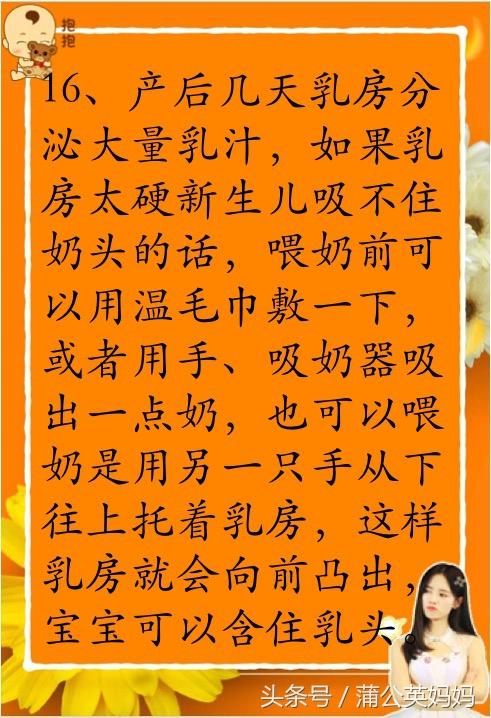 抱抱
16、产后几天乳房分
泌大量乳汁，如果乳
房太硬新生儿吸不住
奶头的话，喂奶前可
以用温毛巾敷一下，
或者用手、吸奶器吸
出一点奶，也可以喂
奶是用另一只手从下
往上托着乳房，这样
乳房就会向前凸出，
宝宝可以含住乳头。
头条号／蒲公英妈妈